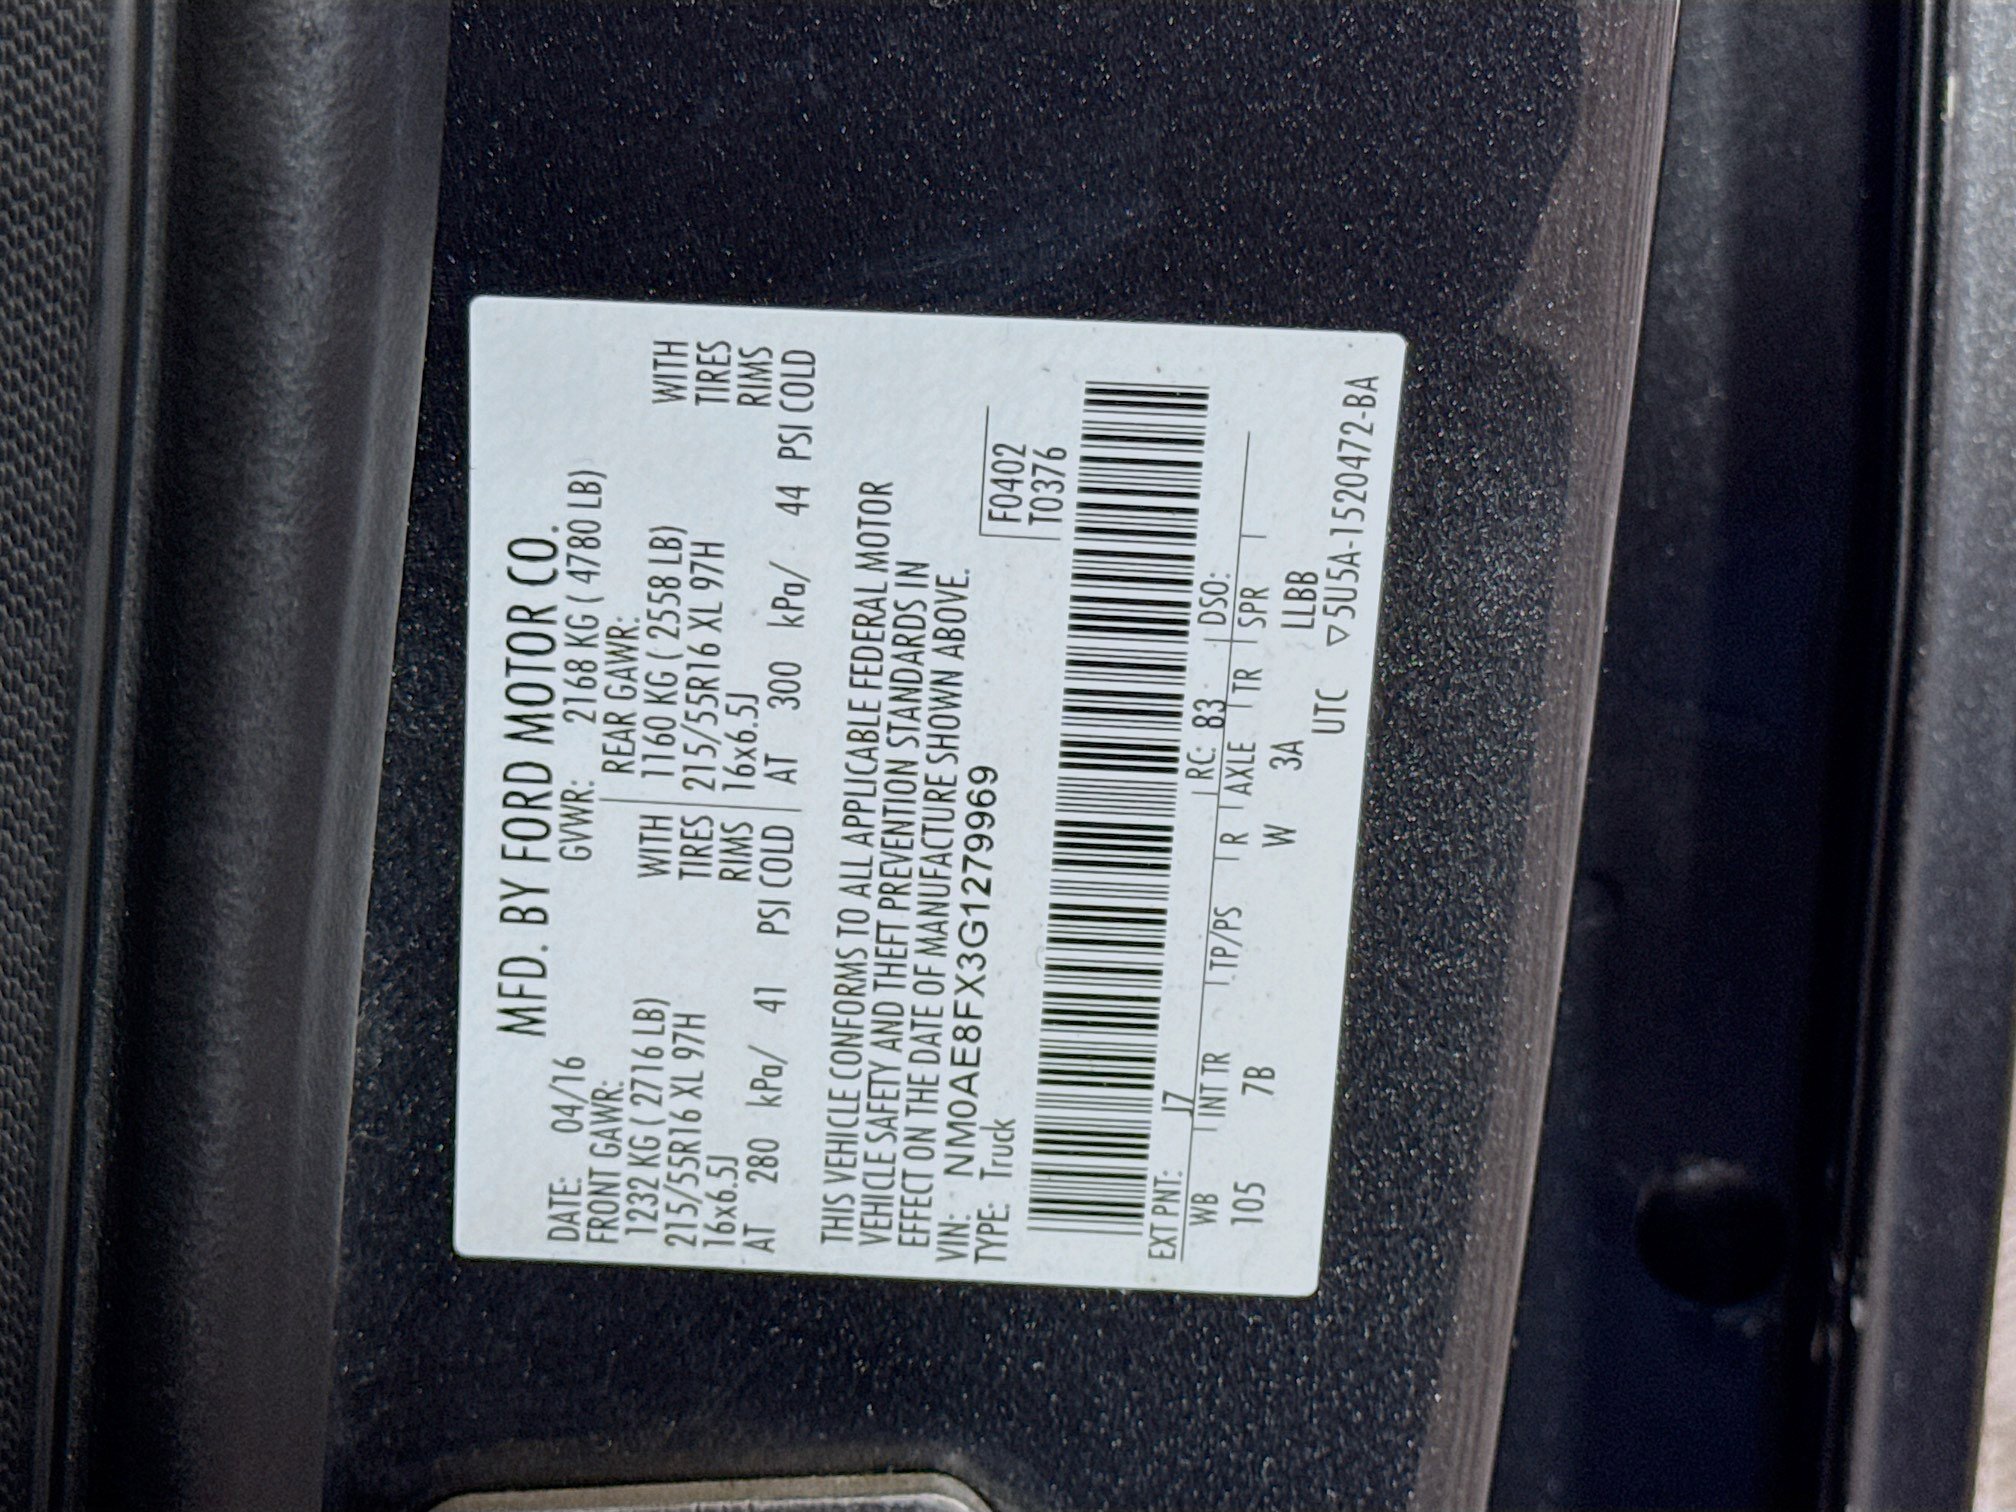 MFD. BY FORD MOTOR CO.
DATE: 04/16 GVWR: 2168 KG ( 4780 LB)
FRONT GAWR: REAR GAWR:
1232 KG ( 2716 LB) WITH 1160 KG ( 2558 LB) WITH
215/55R16 XL 97H TIRES 215/55R16 XL 97H TIRES
16x6.5J RIMS 16x6.5J RIMS
AT 280 kPa/ 41 PSI COLD AT 300 kPa/ 44 PSI COLD
THIS VEHICLE CONFORMS TO ALL APPLICABLE FEDERAL MOTOR
VEHICLE SAFETY AND THEFT PREVENTION STANDARDS IN
EFFECT ON THE DATE OF MANUFACTURE SHOWN ABOVE.
VIN: NM0AE8FX3G1279969
TYPE: Truck
F0402
T0376
EXT PNT: J7 RC: 83 DSO:
WB INT TR TP/PS R AXLE TR SPR
105 7B W 3A LLBB
UTC ▽5U5A-1520472-BA